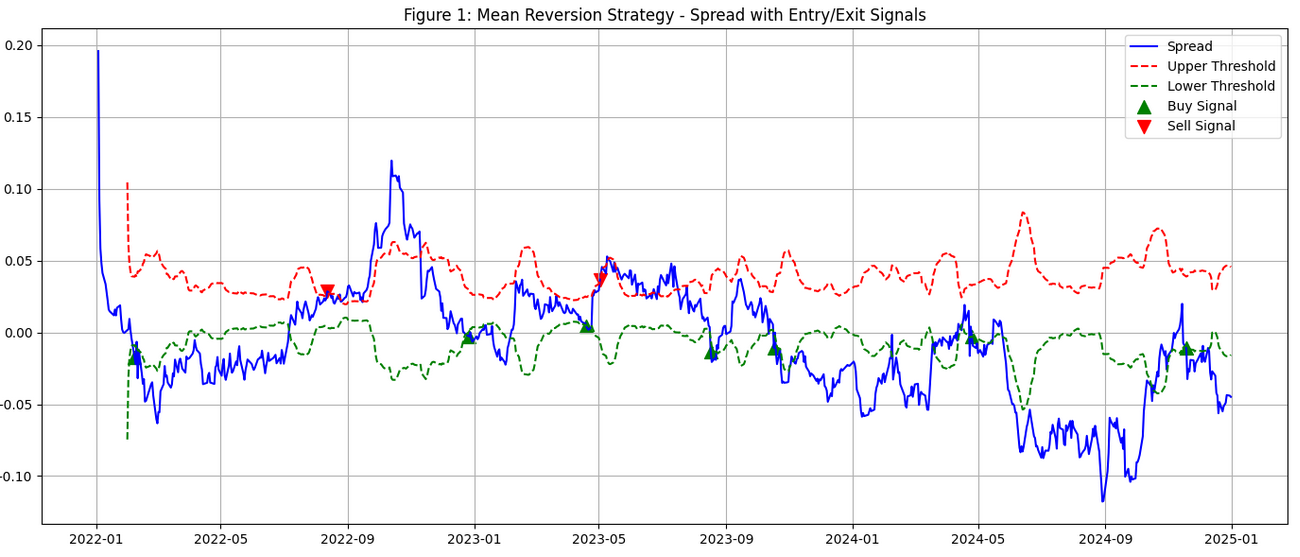 Figure 1: Mean Reversion Strategy - Spread with Entry/Exit Signals
0.20
0.15
0.10
0.05
0.00
-0.05
-0.10
Spread
Upper Threshold
Lower Threshold
Buy Signal
Sell Signal
2022-01 2022-05 2022-09 2023-01 2023-05 2023-09 2024-01 2024-05 2024-09 2025-01